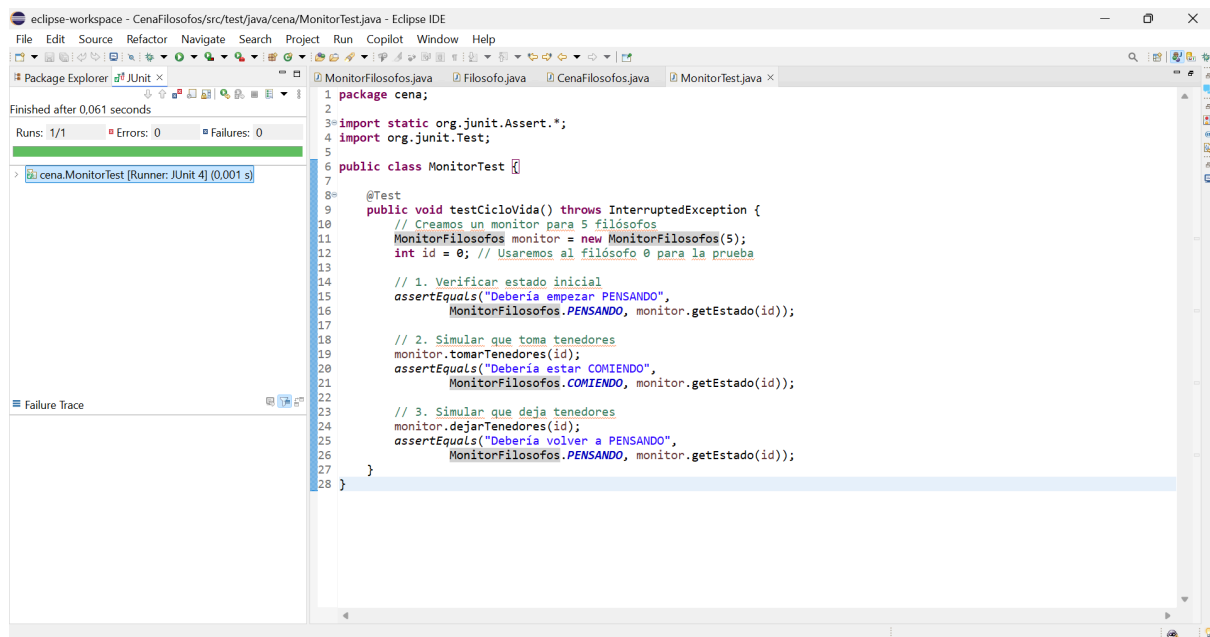 eclipse-workspace - CenaFilosofos/src/test/java/cena/MonitorTest.java - Eclipse IDE
File Edit Source Refactor Navigate Search Project Run Copilot Window Help
Package Explorer JUnit
MonitorFilosofos.java Filosofo.java CenaFilosofos.java MonitorTest.java
Finished after 0,061 seconds
Runs: 1/1 Errors: 0 Failures: 0
cena.MonitorTest [Runner: JUnit 4] (0,001 s)
Failure Trace
1 package cena;
2
3 import static org.junit.Assert.*;
4 import org.junit.Test;
5
6 public class MonitorTest {
7
8 @Test
9 public void testCicloVida() throws InterruptedException {
10 // Creamos un monitor para 5 filósofos
11 MonitorFilosofos monitor = new MonitorFilosofos(5);
12 int id = 0; // Usaremos al filósofo 0 para la prueba
13
14 // 1. Verificar estado inicial
15 assertEquals("Debería empezar PENSANDO",
16 MonitorFilosofos.PENSANDO, monitor.getEstado(id));
17
18 // 2. Simular que toma tenedores
19 monitor.tomarTenedores(id);
20 assertEquals("Debería estar COMIENDO",
21 MonitorFilosofos.COMIENDO, monitor.getEstado(id));
22
23 // 3. Simular que deja tenedores
24 monitor.dejarTenedores(id);
25 assertEquals("Debería volver a PENSANDO",
26 MonitorFilosofos.PENSANDO, monitor.getEstado(id));
27 }
28 }